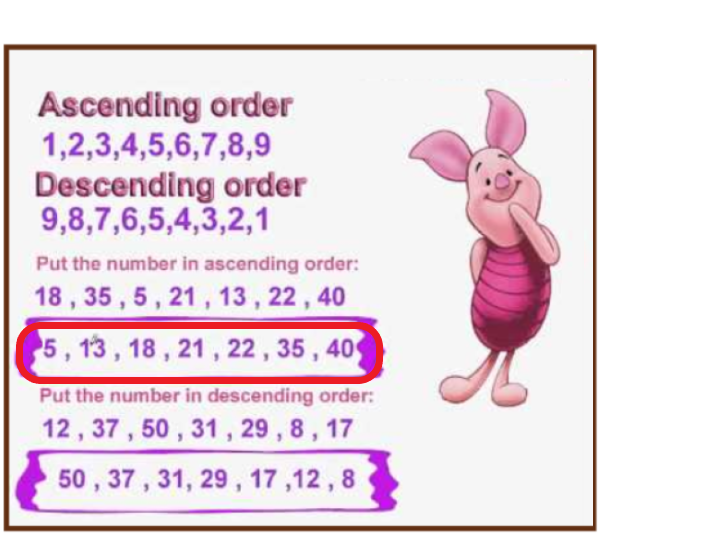 Ascending order
1,2,3,4,5,6,7,8,9
Descending order
9,8,7,6,5,4,3,2,1
Put the number in ascending order:
18 , 35 , 5 , 21 , 13 , 22 , 40
5 , 13 , 18 , 21 , 22 , 35 , 40
Put the number in descending order:
12 , 37 , 50 , 31 , 29 , 8 , 17
50 , 37 , 31, 29 , 17 ,12 , 8